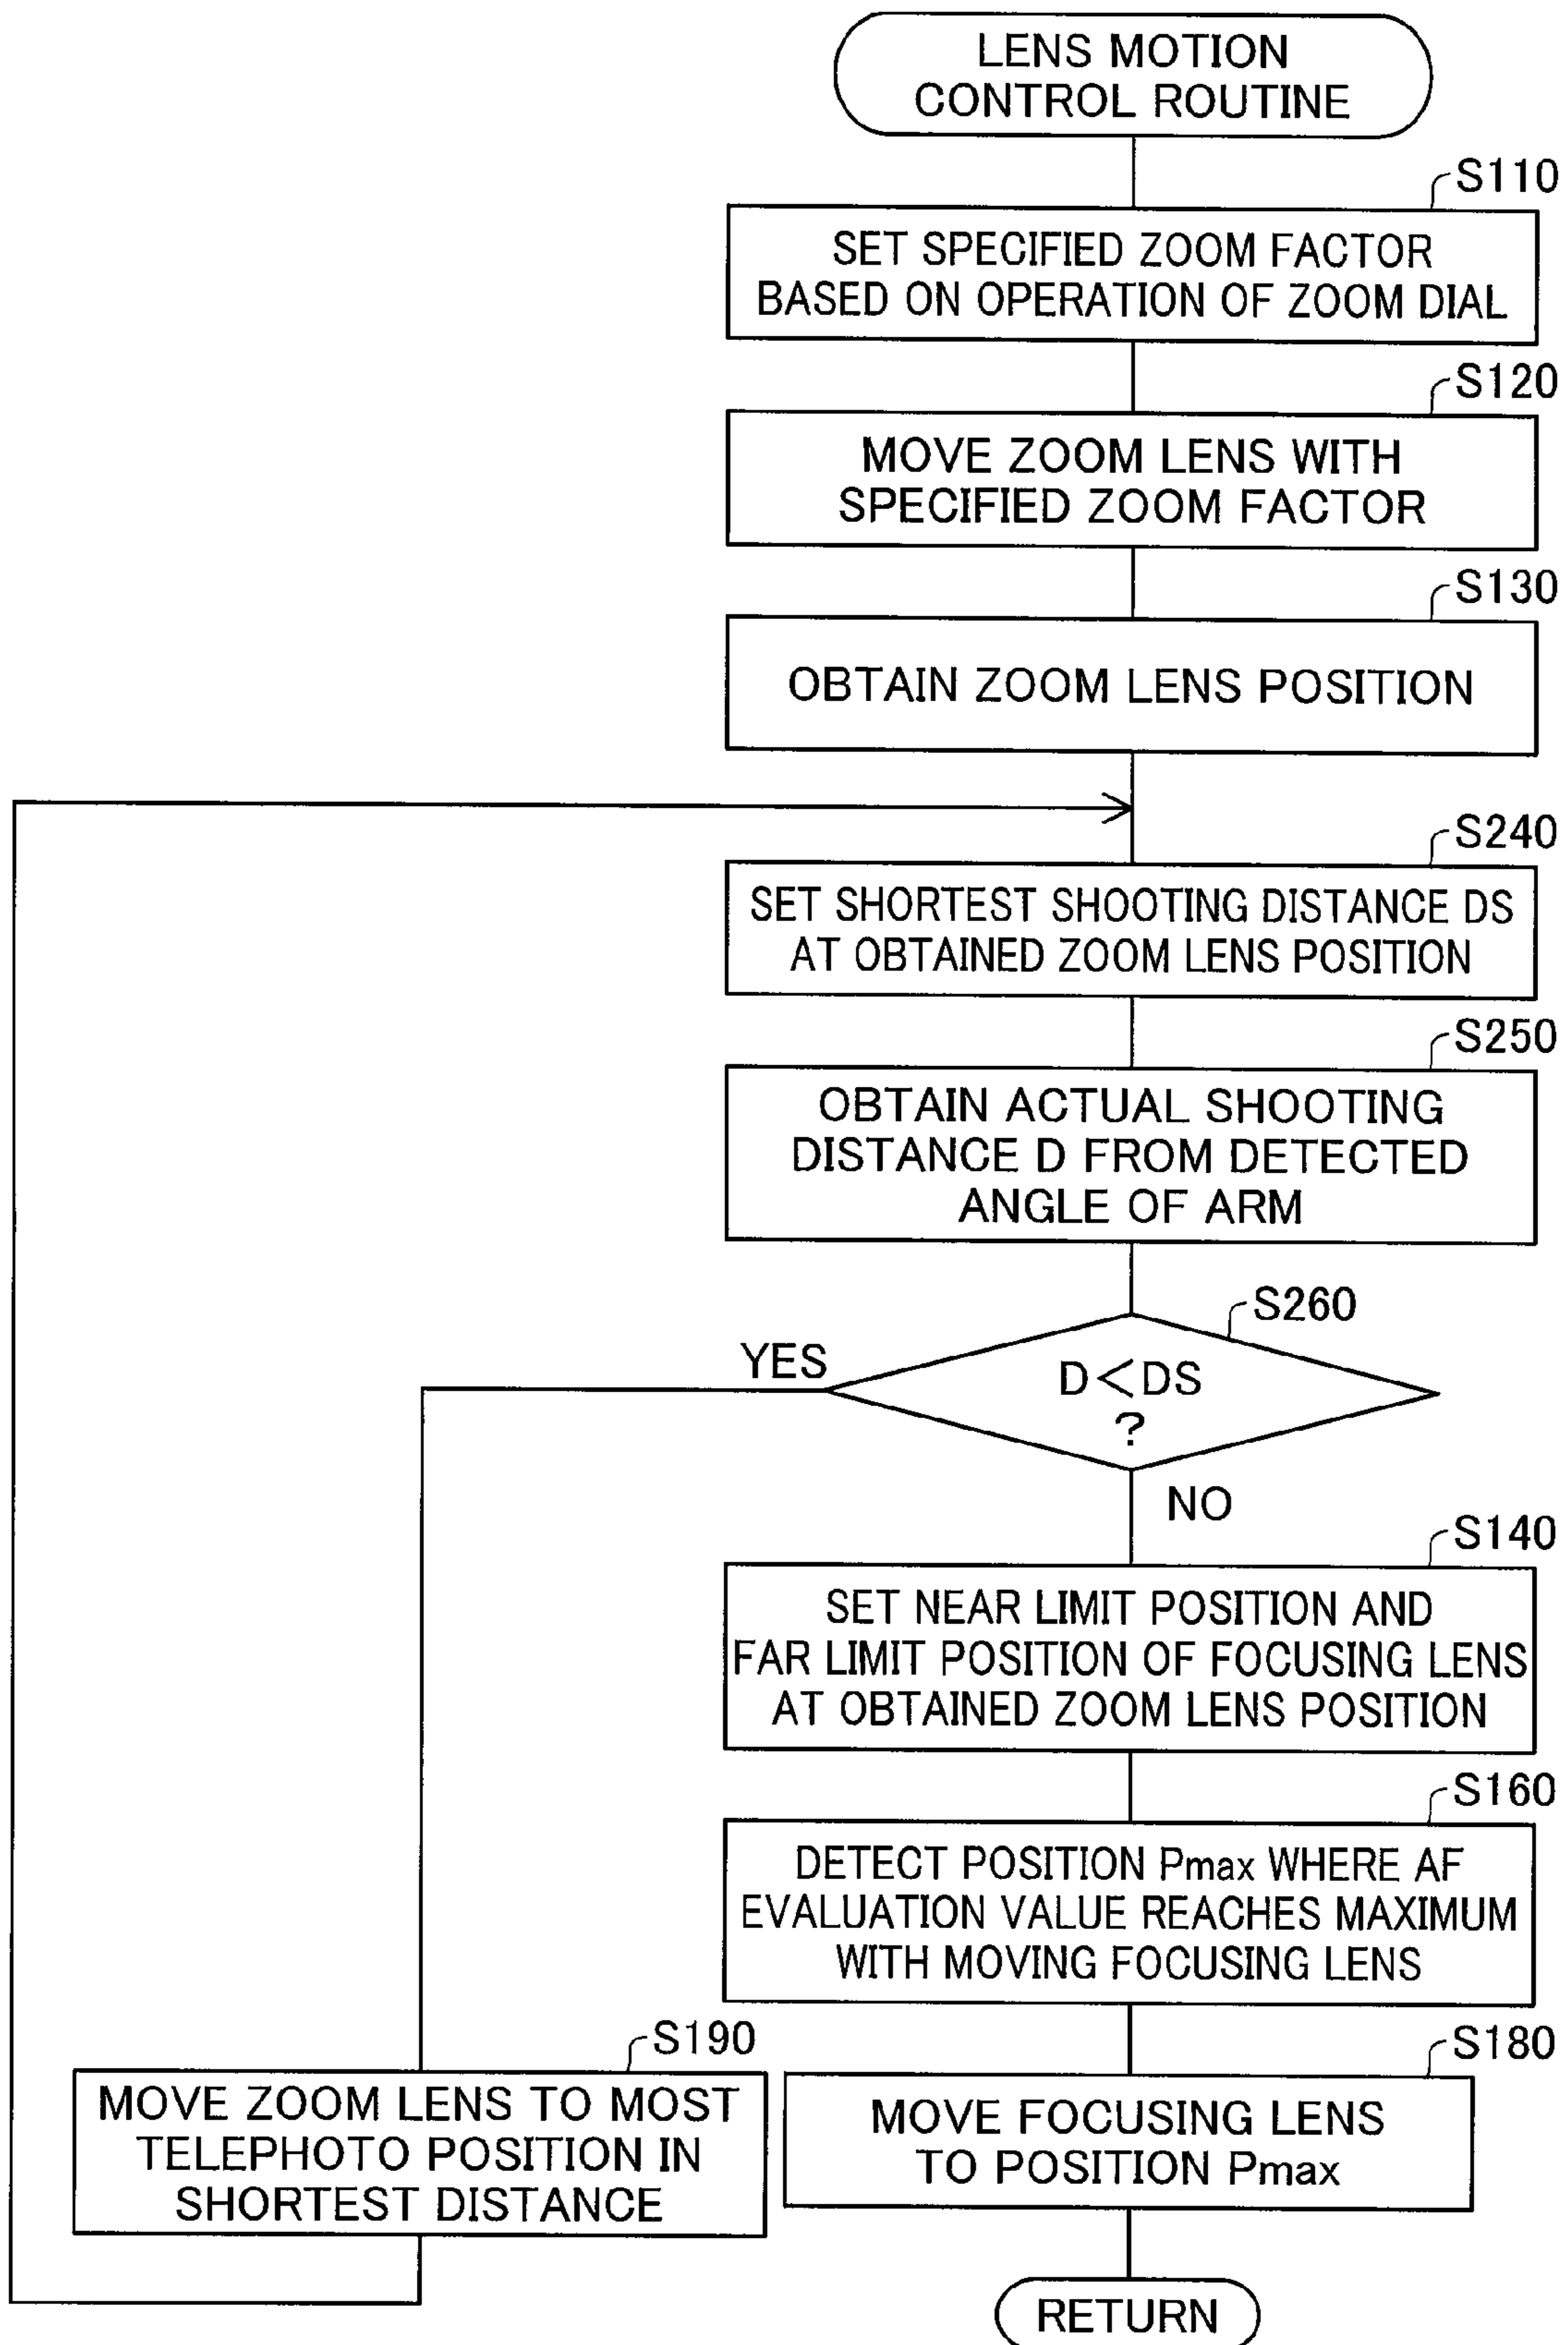 LENS MOTION
CONTROL ROUTINE
S110
SET SPECIFIED ZOOM FACTOR
BASED ON OPERATION OF ZOOM DIAL
S120
MOVE ZOOM LENS WITH
SPECIFIED ZOOM FACTOR
S130
OBTAIN ZOOM LENS POSITION
S240
SET SHORTEST SHOOTING DISTANCE DS
AT OBTAINED ZOOM LENS POSITION
S250
OBTAIN ACTUAL SHOOTING
DISTANCE D FROM DETECTED
ANGLE OF ARM
S260
YES
D<DS
?
NO
S140
SET NEAR LIMIT POSITION AND
FAR LIMIT POSITION OF FOCUSING LENS
AT OBTAINED ZOOM LENS POSITION
S160
DETECT POSITION Pmax WHERE AF
EVALUATION VALUE REACHES MAXIMUM
WITH MOVING FOCUSING LENS
S190
MOVE ZOOM LENS TO MOST
TELEPHOTO POSITION IN
SHORTEST DISTANCE
S180
MOVE FOCUSING LENS
TO POSITION Pmax
RETURN